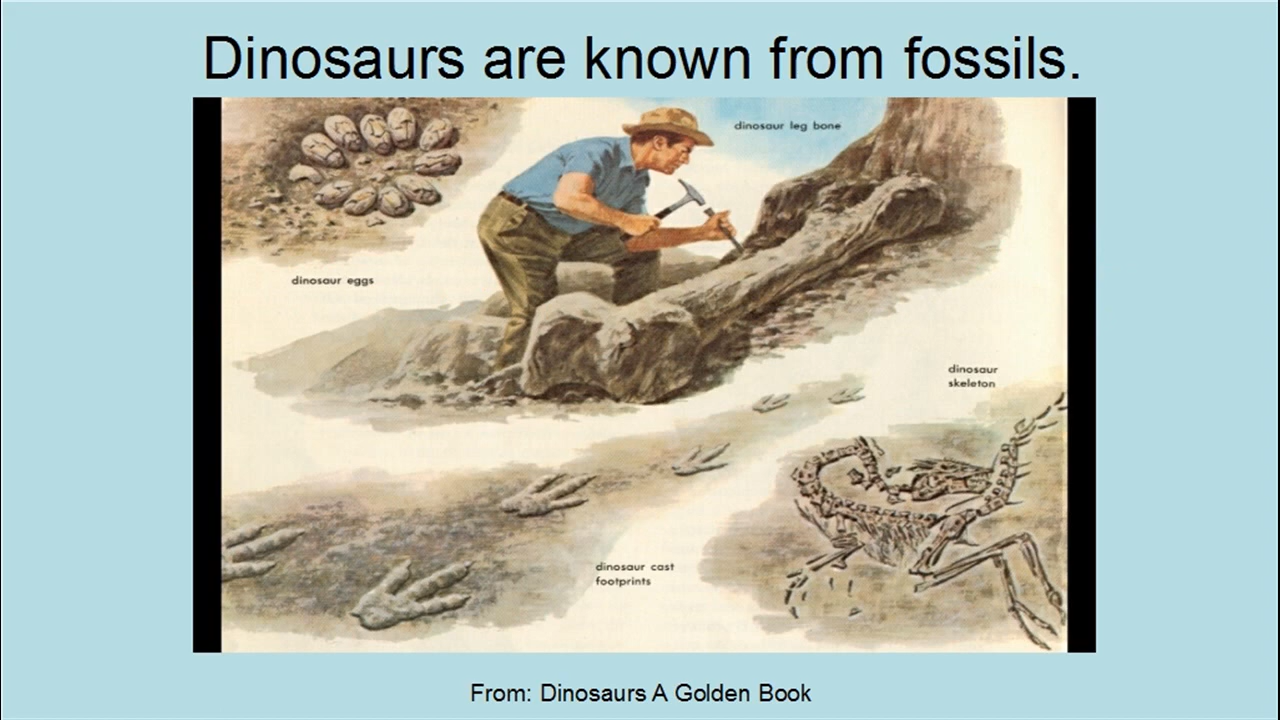 Dinosaurs are known from fossils.
dinosaur leg bone
dinosaur eggs
dinosaur
skeleton
dinosaur cast
footprints
From: Dinosaurs A Golden Book